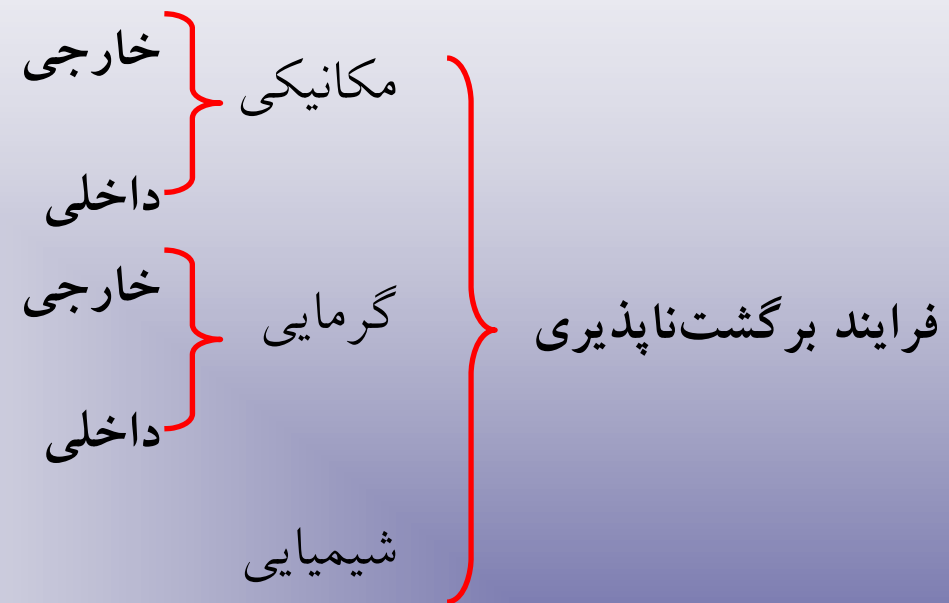 فرایند برگشت‌ناپذیری
مکانیکی
خارجی
داخلی
گرمایی
خارجی
داخلی
شیمیایی